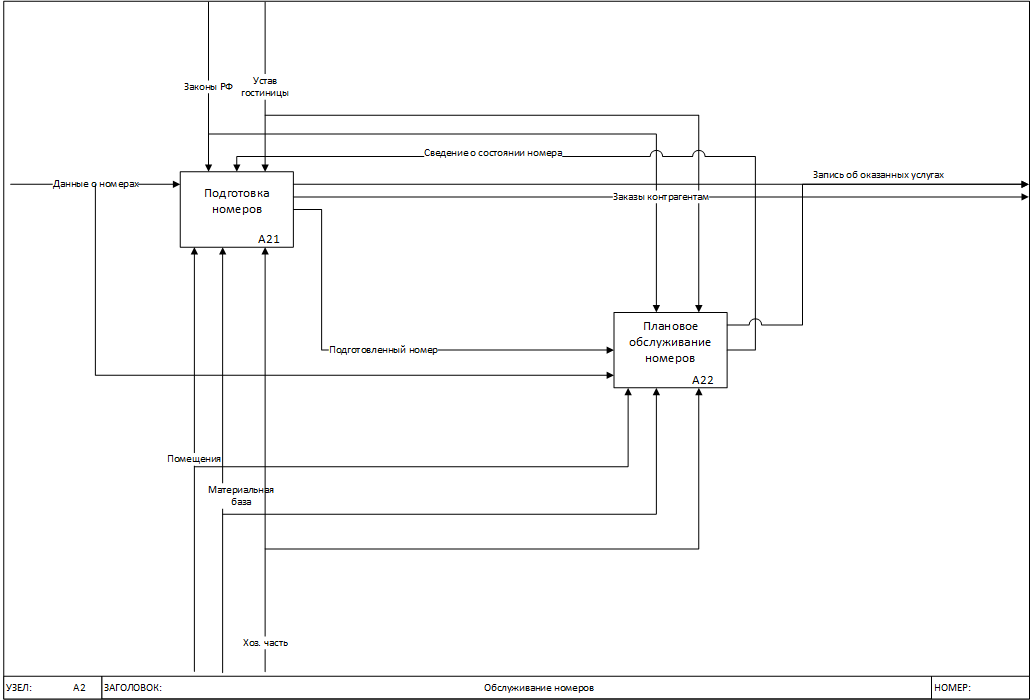 Законы РФ
Устав
гостиницы
Сведение о состоянии номера
Данные о номерах
Запись об оказанных услугах
Подготовка
номеров
A21
Заказы контрагентам
Плановое
обслуживание
номеров
A22
Подготовленный номер
Помещения
Материальная
база
Хоз. часть
УЗЕЛ: A2 ЗАГОЛОВОК: Обслуживание номеров НОМЕР: